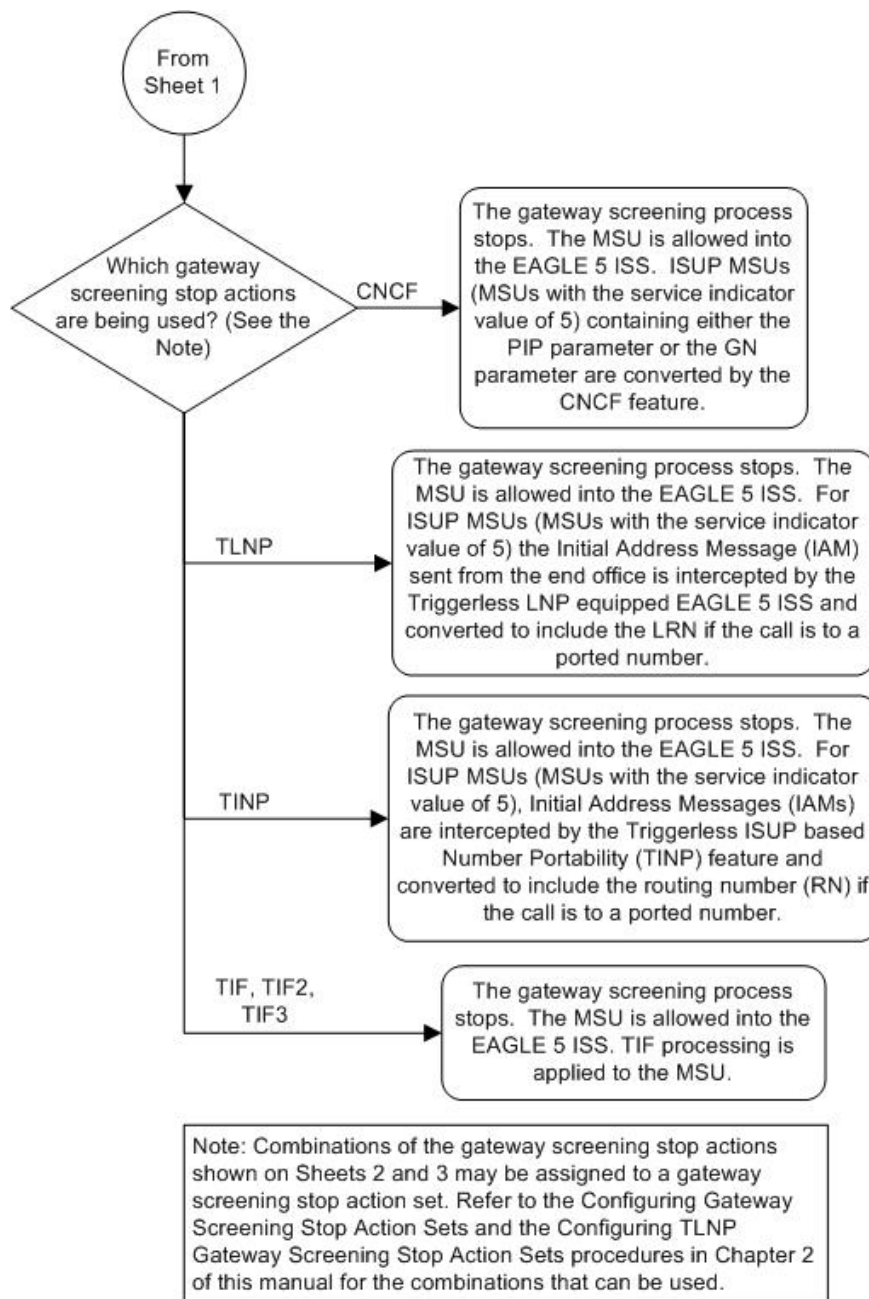 From
Sheet 1
Which gateway
screening stop actions
are being used? (See the
Note)
CNCF
The gateway screening process
stops.  The MSU is allowed into
the EAGLE 5 ISS.  ISUP MSUs
(MSUs with the service indicator
value of 5) containing either the
PIP parameter or the GN
parameter are converted by the
CNCF feature.
TLNP
The gateway screening process stops.  The
MSU is allowed into the EAGLE 5 ISS. For
ISUP MSUs (MSUs with the service indicator
value of 5) the Initial Address Message (IAM)
sent from the end office is intercepted by the
Triggerless LNP equipped EAGLE 5 ISS and
converted to include the LRN if the call is to a
ported number.
TINP
The gateway screening process stops.  The
MSU is allowed into the EAGLE 5 ISS. For
ISUP MSUs (MSUs with the service indicator
value of 5), Initial Address Messages (IAMs)
are intercepted by the Triggerless ISUP based
Number Portability (TINP) feature and
converted to include the routing number (RN) if
the call is to a ported number.
TIF, TIF2,
TIF3
The gateway screening process
stops.  The MSU is allowed into the
EAGLE 5 ISS. TIF processing is
applied to the MSU.
Note: Combinations of the gateway screening stop actions
shown on Sheets 2 and 3 may be assigned to a gateway
screening stop action set. Refer to the Configuring Gateway
Screening Stop Action Sets and the Configuring TLNP
Gateway Screening Stop Action Sets procedures in Chapter 2
of this manual for the combinations that can be used.